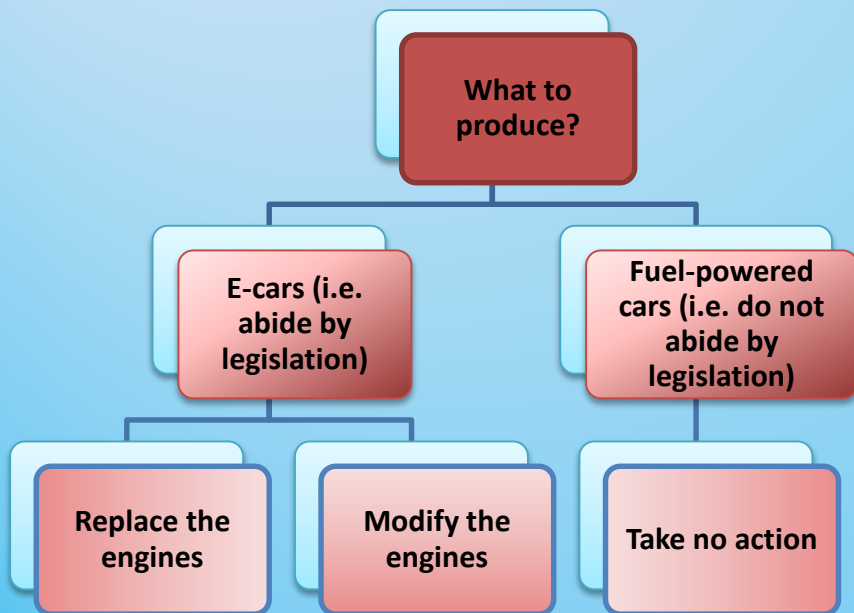 What to
produce?
E-cars (i.e.
abide by
legislation)
Fuel-powered
cars (i.e. do not
abide by
legislation)
Replace the
engines
Modify the
engines
Take no action